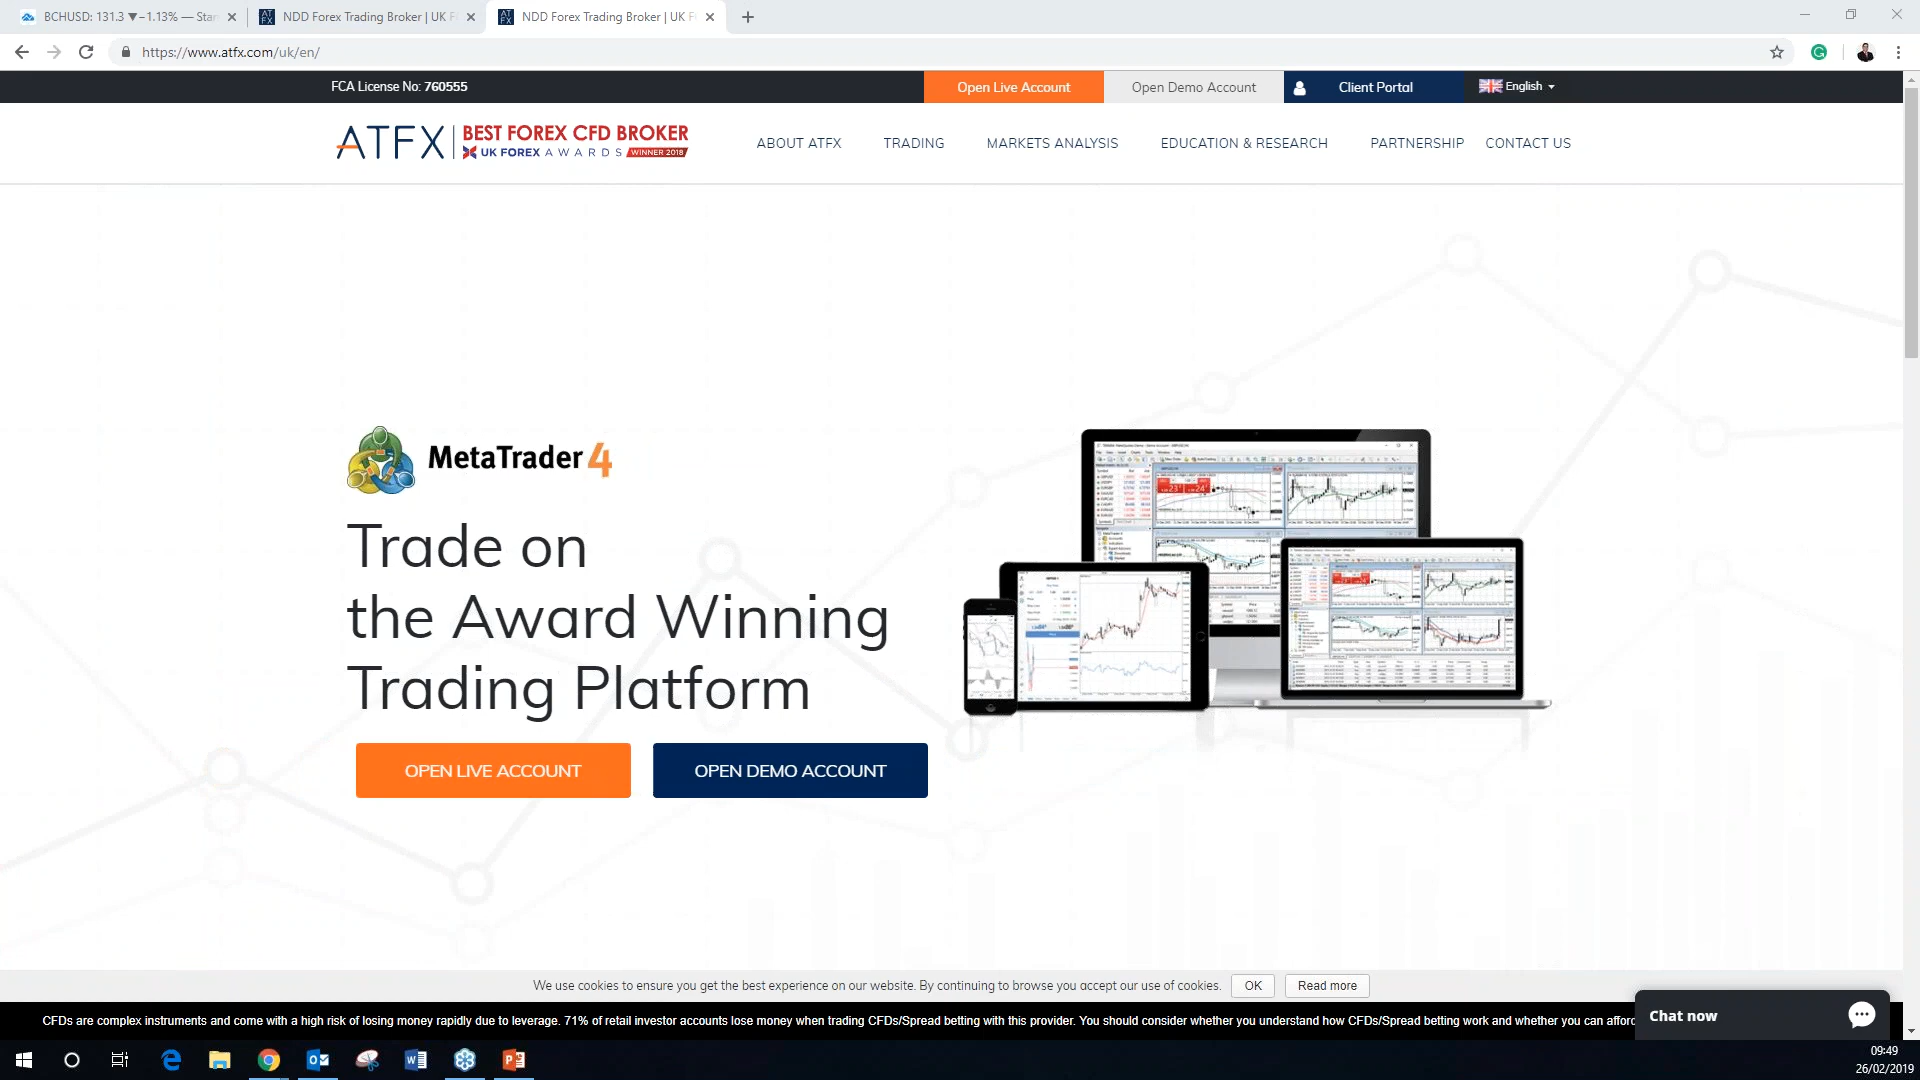 BCHUSD: 131.3 ▼−1.13% — Star
NDD Forex Trading Broker | UK F
NDD Forex Trading Broker | UK F
https://www.atfx.com/uk/en/
FCA License No: 760555
Open Live Account
Open Demo Account
Client Portal
English
ATFX
BEST FOREX CFD BROKER
UK FOREX AWARDS WINNER 2018
ABOUT ATFX
TRADING
MARKETS ANALYSIS
EDUCATION & RESEARCH
PARTNERSHIP
CONTACT US
MetaTrader 4
Trade on
the Award Winning
Trading Platform
OPEN LIVE ACCOUNT
OPEN DEMO ACCOUNT
We use cookies to ensure you get the best experience on our website. By continuing to browse you accept our use of cookies.
OK
Read more
CFDs are complex instruments and come with a high risk of losing money rapidly due to leverage. 71% of retail investor accounts lose money when trading CFDs/Spread betting with this provider. You should consider whether you understand how CFDs/Spread betting work and whether you can afford
Chat now
09:49
26/02/2019